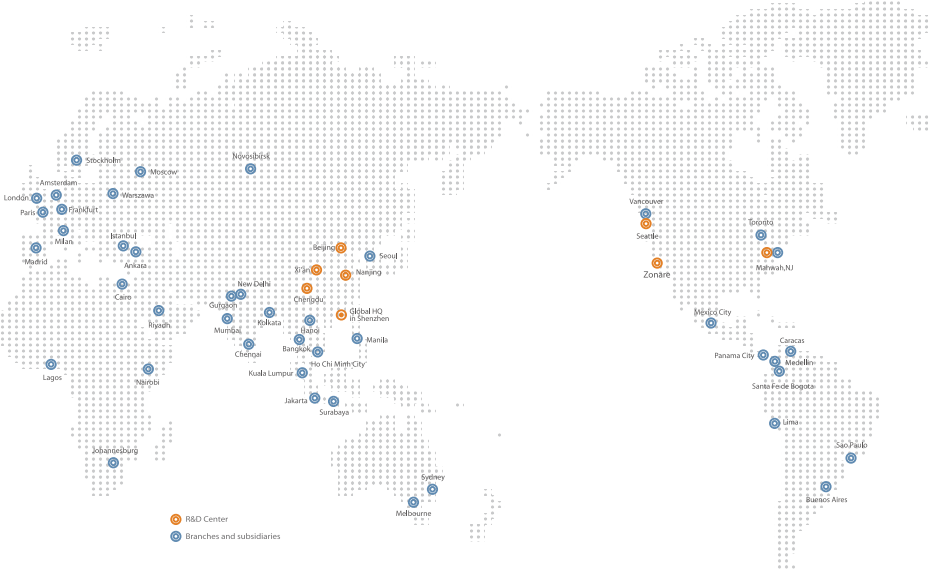 Stockholm
Moscow
Novosibirsk
Amsterdam
London
Paris
Frankfurt
Warszawa
Milan
Madrid
Istanbul
Ankara
Cairo
Riyadh
Lagos
Nairobi
Johannesburg
Beijing
Seoul
Xi'an
Nanjing
Chengdu
New Delhi
Gurgaon
Mumbai
Kolkata
Chennai
Global HQ
in Shenzhen
Hanoi
Bangkok
Manila
Ho Chi Minh City
Kuala Lumpur
Jakarta
Surabaya
Sydney
Melbourne
Vancouver
Seattle
Zonare
Toronto
Mahwah,NJ
Mexico City
Caracas
Panama City
Medellin
Santa Fe de Bogota
Lima
Sao Paulo
Buenos Aires
R&D Center
Branches and subsidiaries